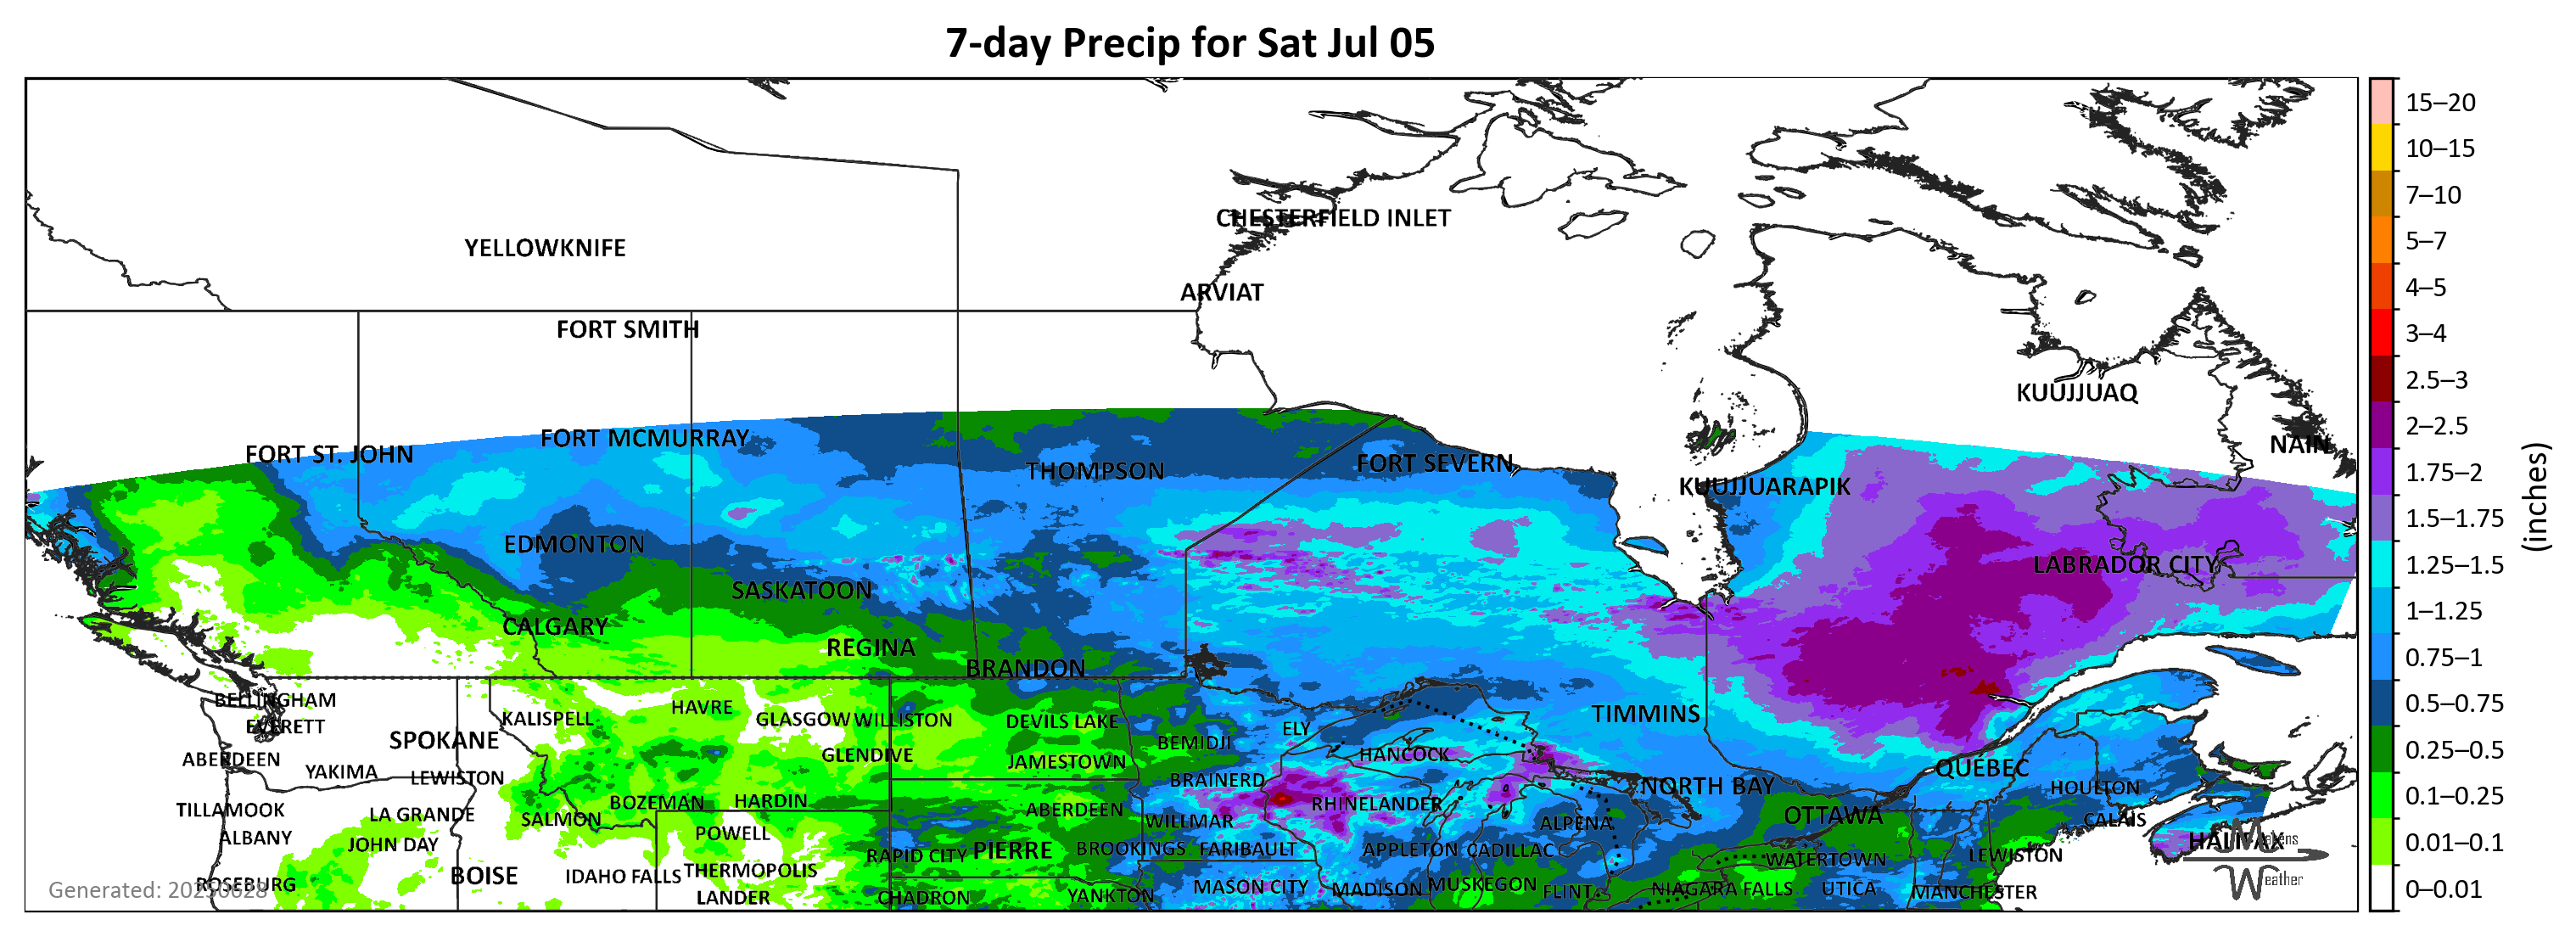 7-day Precip for Sat Jul 05
CHESTERFIELD INLET
YELLOWKNIFE
ARVIAT
FORT SMITH
KUUJJUAQ
FORT MCMURRAY
NAIN
FORT ST. JOHN
FORT SEVERN
THOMPSON
KUUJJUARAPIK
EDMONTON
LABRADOR CITY
SASKATOON
CALGARY
REGINA
BRANDON
BELLINGHAM
KALISPELL
HAVRE
GLASGOW
WILLISTON
DEVILS LAKE
TIMMINS
EVERETT
ELY
SPOKANE
BEMIDJI
ABERDEEN
GLENDIVE
JAMESTOWN
HANCOCK
QUÉBEC
YAKIMA
LEWISTON
BRAINERD
NORTH BAY
HOULTON
TILLAMOOK
LA GRANDE
BOZEMAN
HARDIN
ABERDEEN
RHINELANDER
SALMON
WILLMAR
ALPENA
OTTAWA
CALAIS
ALBANY
JOHN DAY
POWELL
HALIFAX
Mavens
RAPID CITY
PIERRE
BROOKINGS
FARIBAULT
APPLETON
CADILLAC
WATERTOWN
LEWISTON
BOISE
IDAHO FALLS
THERMOPOLIS
Weather
ROSEBURG
Generated: 20250628
LANDER
CHADRON
YANKTON
MASON CITY
MADISON
MUSKEGON
FLINT
NIAGARA FALLS
UTICA
MANCHESTER
15–20
10–15
7–10
5–7
4–5
3–4
2.5–3
2–2.5
1.75–2
1.5–1.75
1.25–1.5
1–1.25
0.75–1
0.5–0.75
0.25–0.5
0.1–0.25
0.01–0.1
0–0.01
(inches)